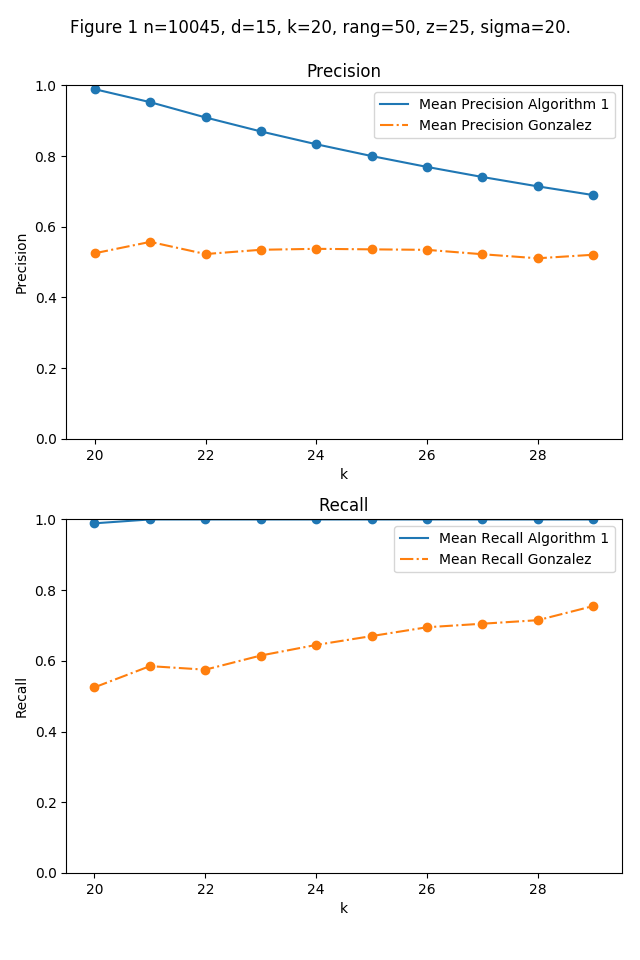 Figure 1 n=10045, d=15, k=20, rang=50, z=25, sigma=20.
Precision
1.0
Mean Precision Algorithm 1
Mean Precision Gonzalez
0.8
0.6
Precision
0.4
0.2
0.0
20 22 24 26 28
k
Recall
1.0
Mean Recall Algorithm 1
Mean Recall Gonzalez
0.8
0.6
Recall
0.4
0.2
0.0
20 22 24 26 28
k